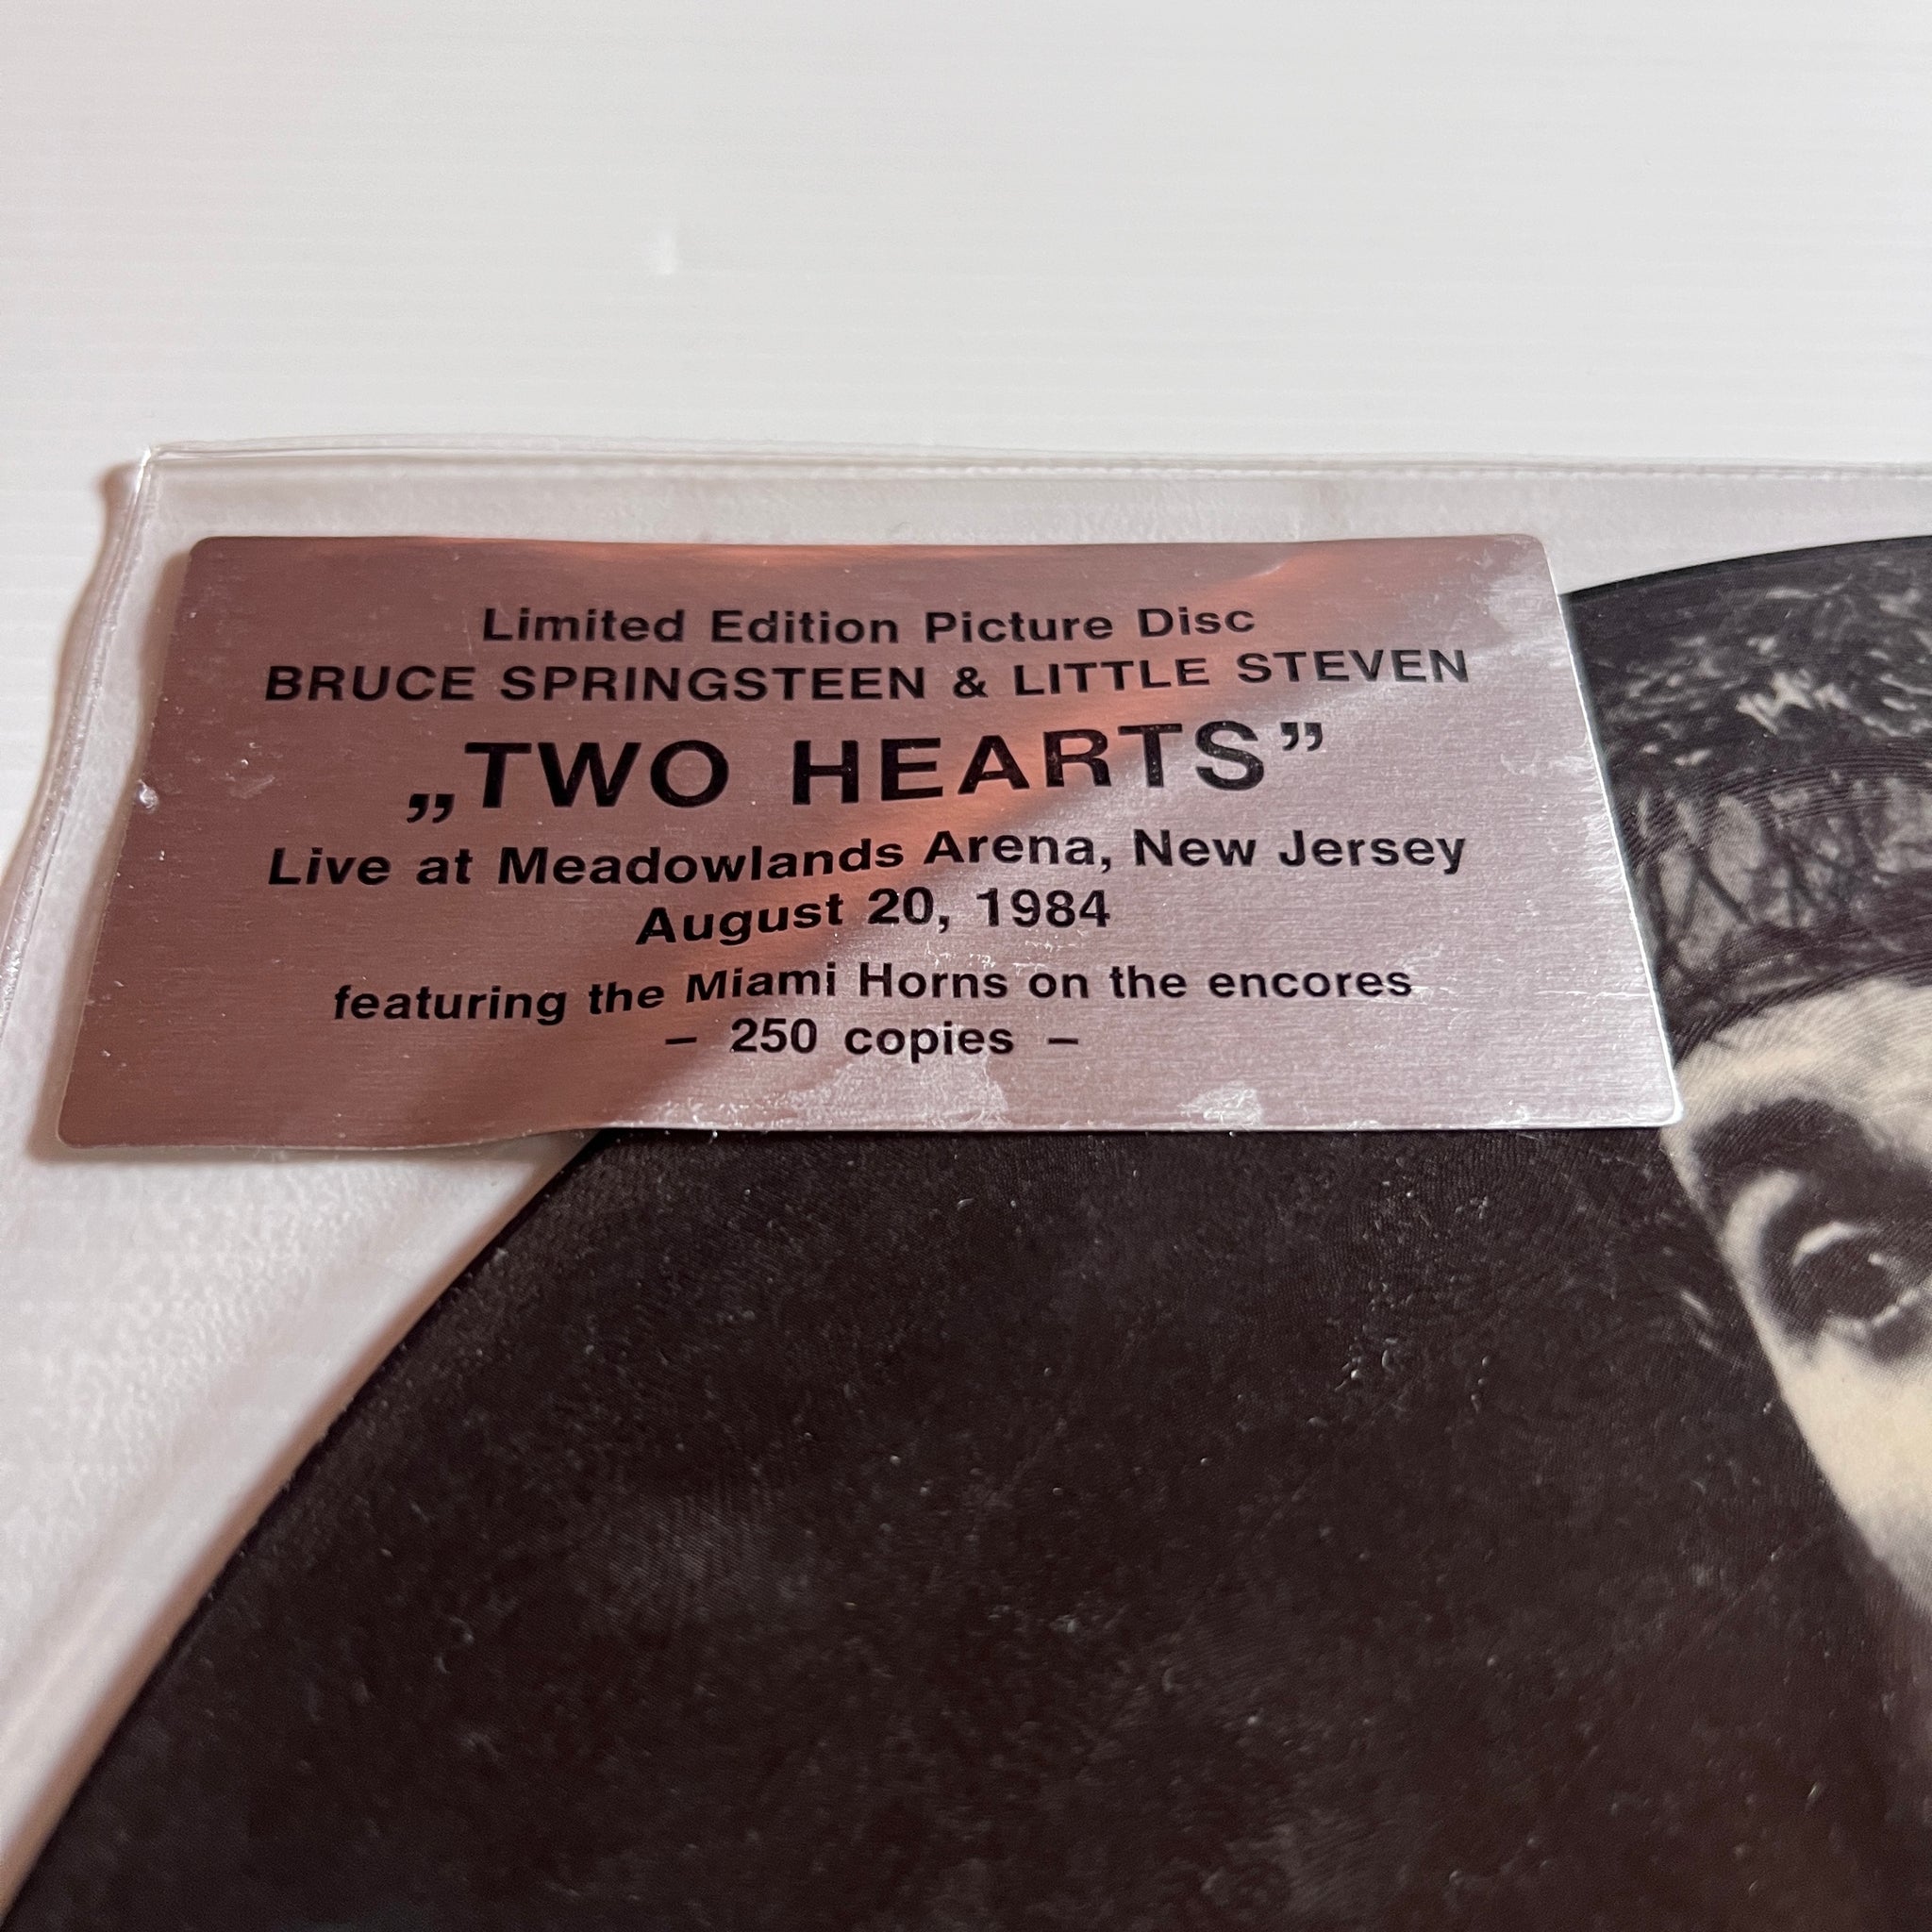 Limited Edition Picture Disc
BRUCE SPRINGSTEEN & LITTLE STEVEN
„TWO HEARTS”
Live at Meadowlands Arena, New Jersey
August 20, 1984
featuring the Miami Horns on the encores
– 250 copies –